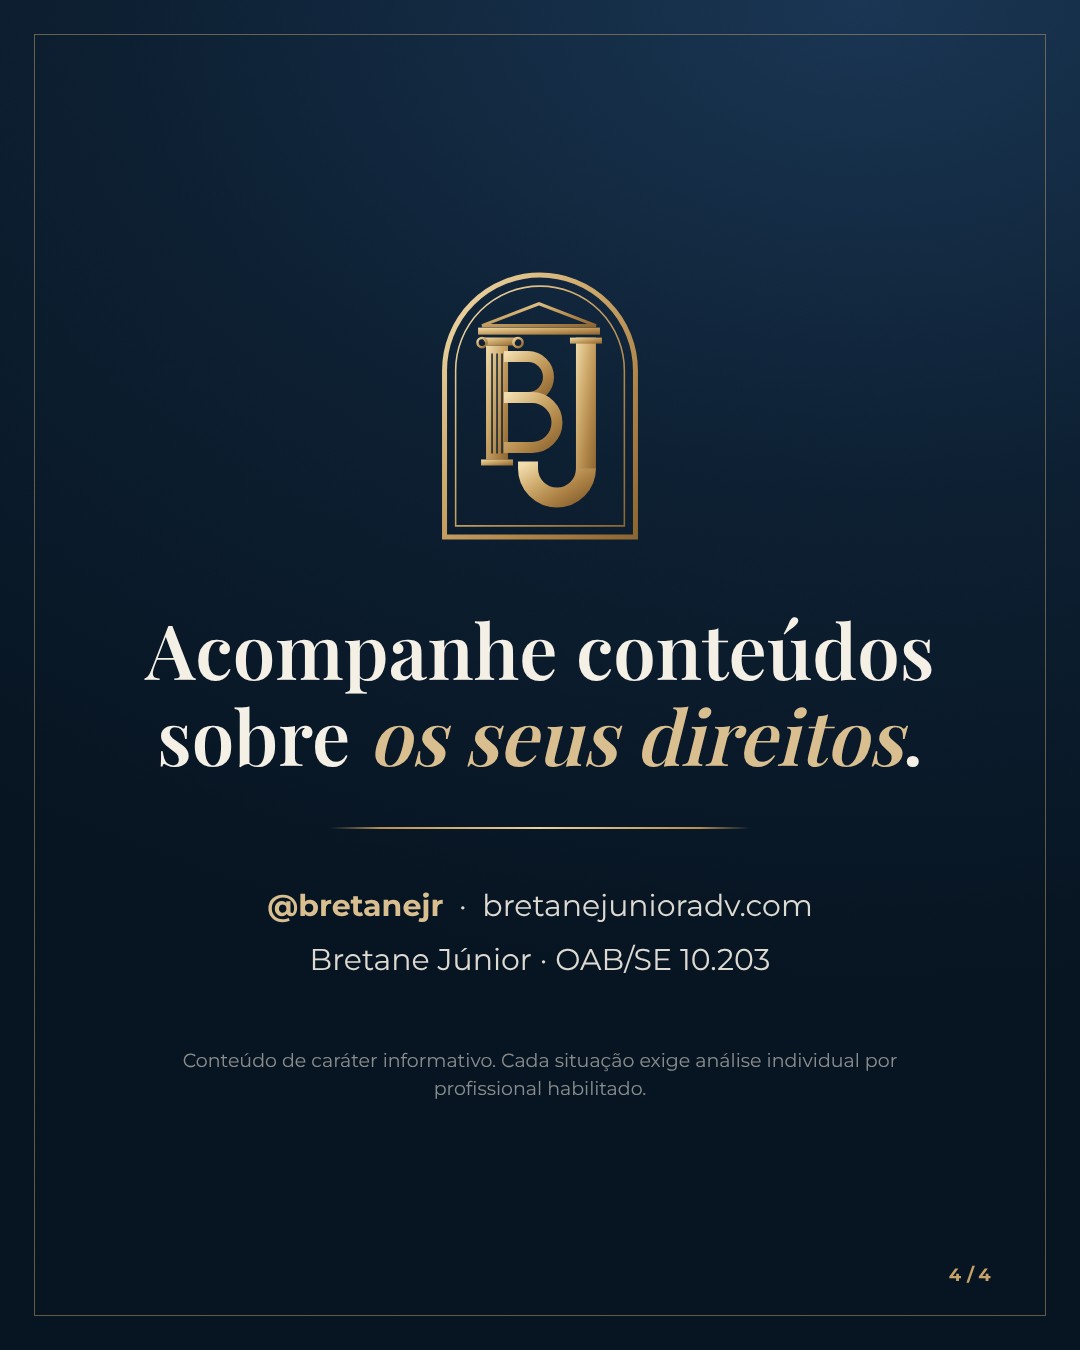 BJ
Acompanhe conteúdos
sobre os seus direitos.
@bretanejr · bretanejunioradv.com
Bretane Júnior · OAB/SE 10.203
Conteúdo de caráter informativo. Cada situação exige análise individual por
profissional habilitado.
4 / 4